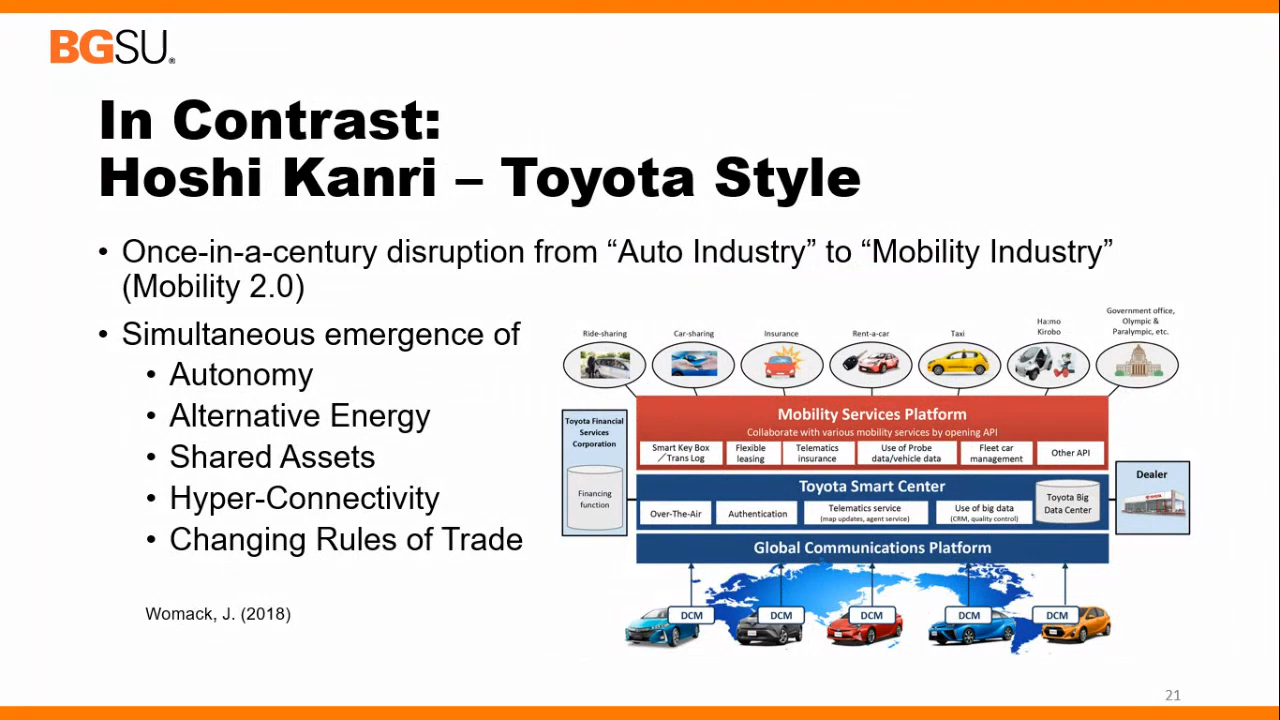 BGSU®
In Contrast:
Hoshi Kanri – Toyota Style
• Once-in-a-century disruption from “Auto Industry” to “Mobility Industry”
(Mobility 2.0)
• Simultaneous emergence of
• Autonomy
• Alternative Energy
• Shared Assets
• Hyper-Connectivity
• Changing Rules of Trade
Womack, J. (2018)
Ride-sharing
Car-sharing
Insurance
Rent-a-car
Taxi
Ha:mo
Kirobo
Government office,
Olympic &
Paralympic, etc.
Mobility Services Platform
Collaborate with various mobility services by opening API
Smart Key Box
／Trans Log
Flexible
leasing
Telematics
insurance
Use of Probe
data/vehicle data
Fleet car
management
Other API
Toyota Financial
Services
Corporation
Financing
function
Toyota Smart Center
Over-The-Air
Authentication
Telematics service
(map updates, agent service)
Use of big data
(CRM, quality control)
Toyota Big
Data Center
Dealer
Global Communications Platform
DCM
DCM
DCM
DCM
DCM
21